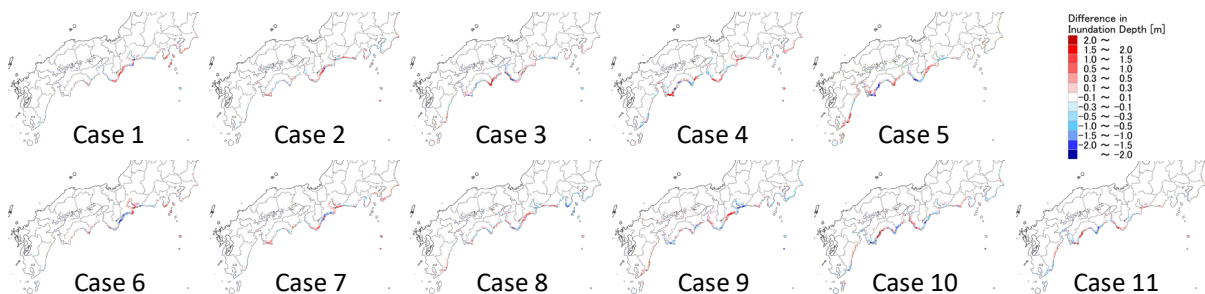 Case 1
Case 2
Case 3
Case 4
Case 5
Difference in
Inundation Depth [m]
2.0 ~
1.5 ~ 2.0
1.0 ~ 1.5
0.5 ~ 1.0
0.3 ~ 0.5
0.1 ~ 0.3
-0.1 ~ 0.1
-0.3 ~ -0.1
-0.5 ~ -0.3
-1.0 ~ -0.5
-1.5 ~ -1.0
-2.0 ~ -1.5
~ -2.0
Case 6
Case 7
Case 8
Case 9
Case 10
Case 11